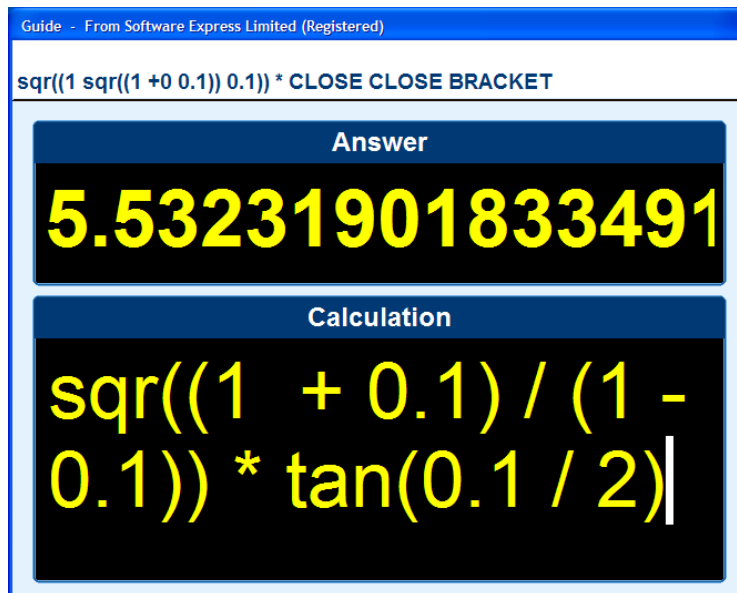 Guide - From Software Express Limited (Registered)
sqr((1 sqr((1 +0 0.1)) 0.1)) * CLOSE CLOSE BRACKET
Answer
5.53231901833491
Calculation
sqr((1  + 0.1) / (1 -
0.1)) * tan(0.1 / 2)